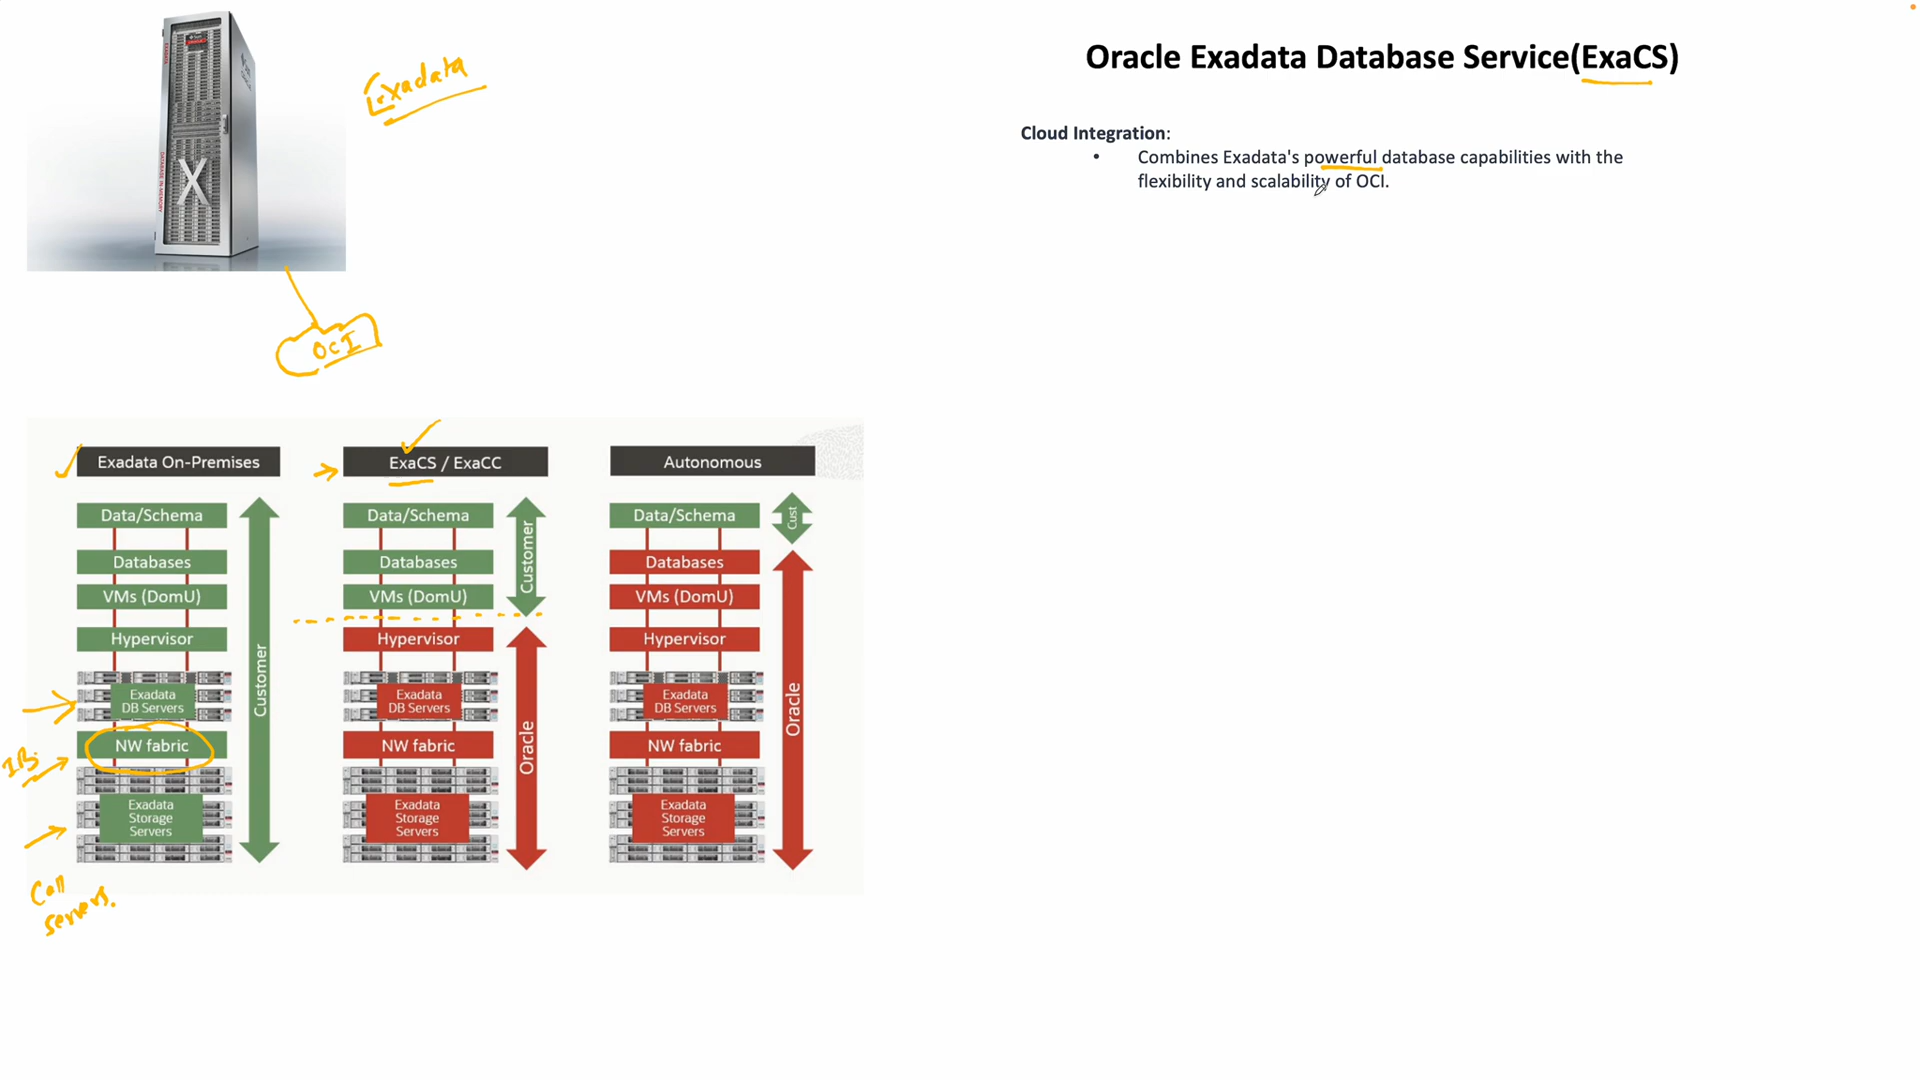 Exadata
OCI
Oracle Exadata Database Service(ExaCS)
Cloud Integration:
• Combines Exadata's powerful database capabilities with the
flexibility and scalability of OCI.
X
Exadata On-Premises
Data/Schema
Databases
VMs (DomU)
Hypervisor
Exadata
DB Servers
NW fabric
Exadata
Storage
Servers
Customer
IB
Cell
servers.
ExaCS / ExaCC
Data/Schema
Databases
VMs (DomU)
Hypervisor
Exadata
DB Servers
NW fabric
Exadata
Storage
Servers
Customer
Oracle
Autonomous
Data/Schema
Databases
VMs (DomU)
Hypervisor
Exadata
DB Servers
NW fabric
Exadata
Storage
Servers
Cust
Oracle